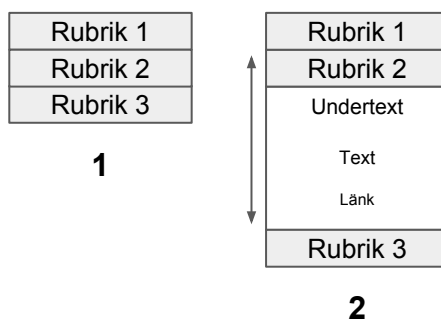 Rubrik 1
Rubrik 2
Rubrik 3
1
Rubrik 1
Rubrik 2
Undertext
Text
Länk
Rubrik 3
2